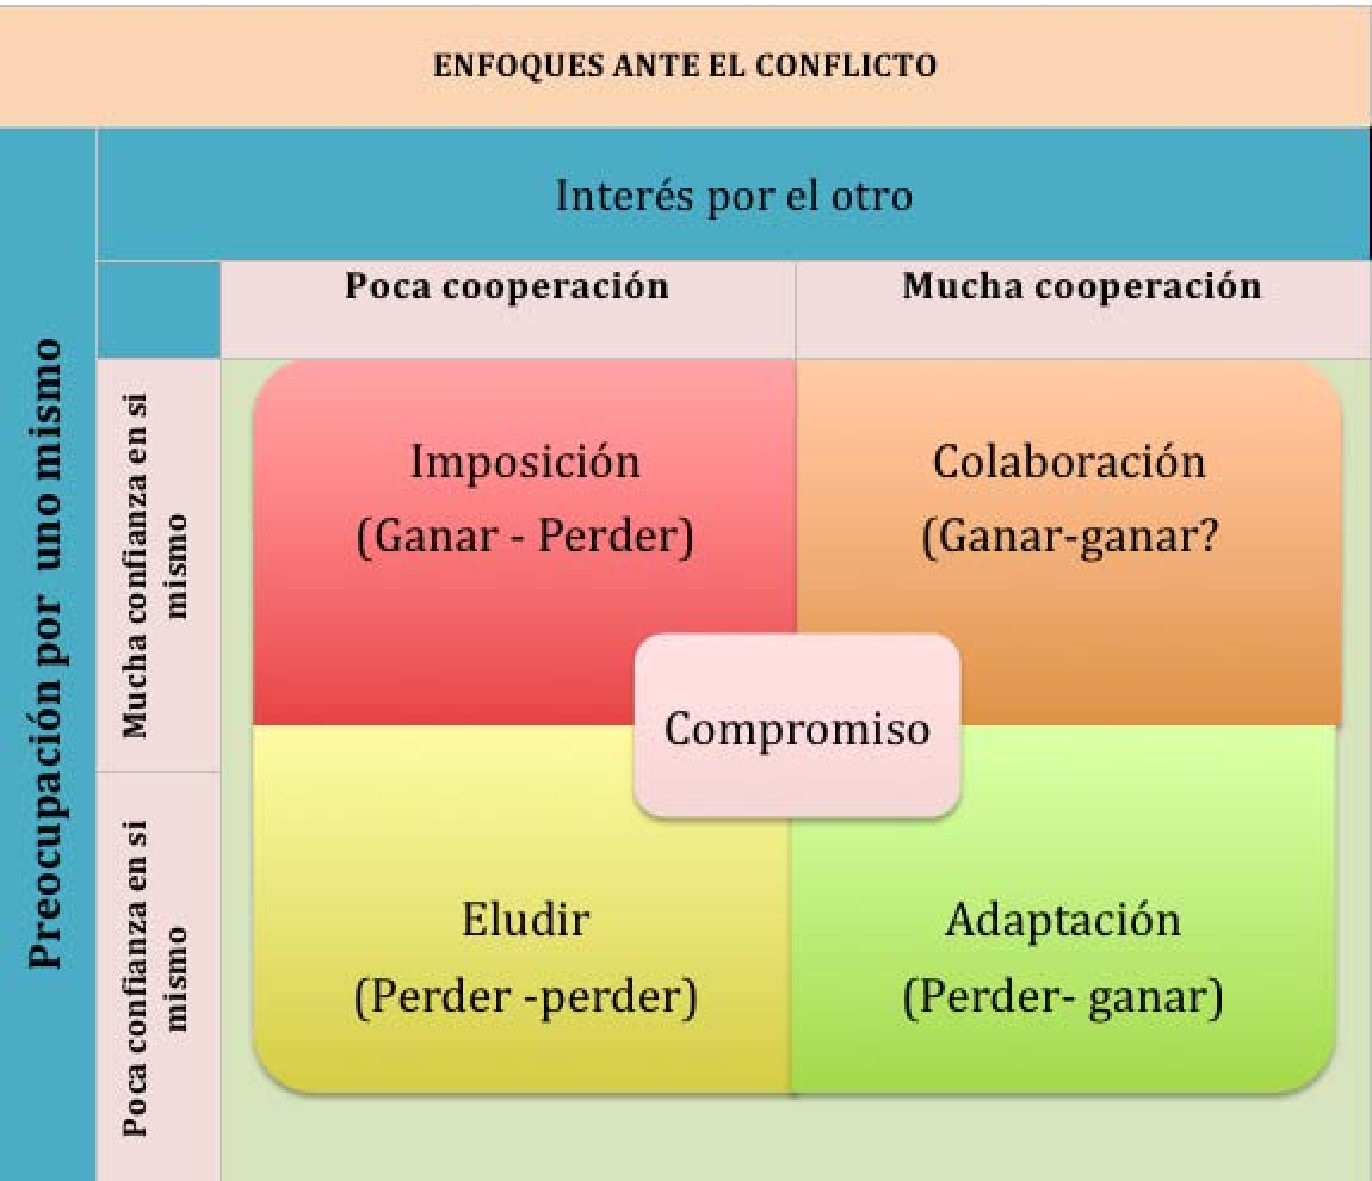 ENFOQUES ANTE EL CONFLICTO
Interés por el otro
Preocupación por uno mismo
Poca cooperación
Mucha cooperación
Mucha confianza en si
mismo
Imposición
(Ganar - Perder)
Colaboración
(Ganar-ganar?
Compromiso
Poca confianza en si
mismo
Eludir
(Perder -perder)
Adaptación
(Perder- ganar)